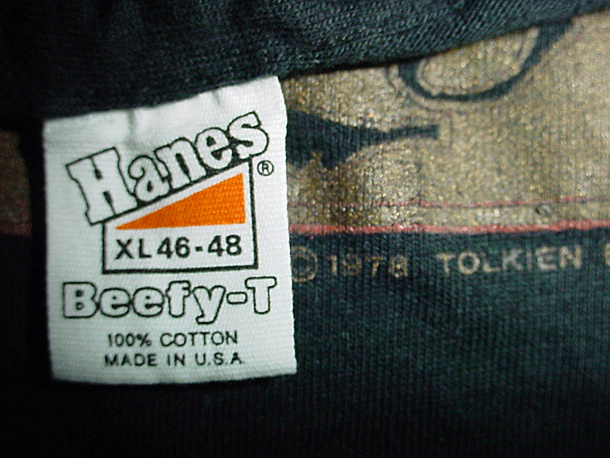 Hanes
®
XL 46-48
Beefy-T
100% COTTON
MADE IN U.S.A.
© 1978 TOLKIEN